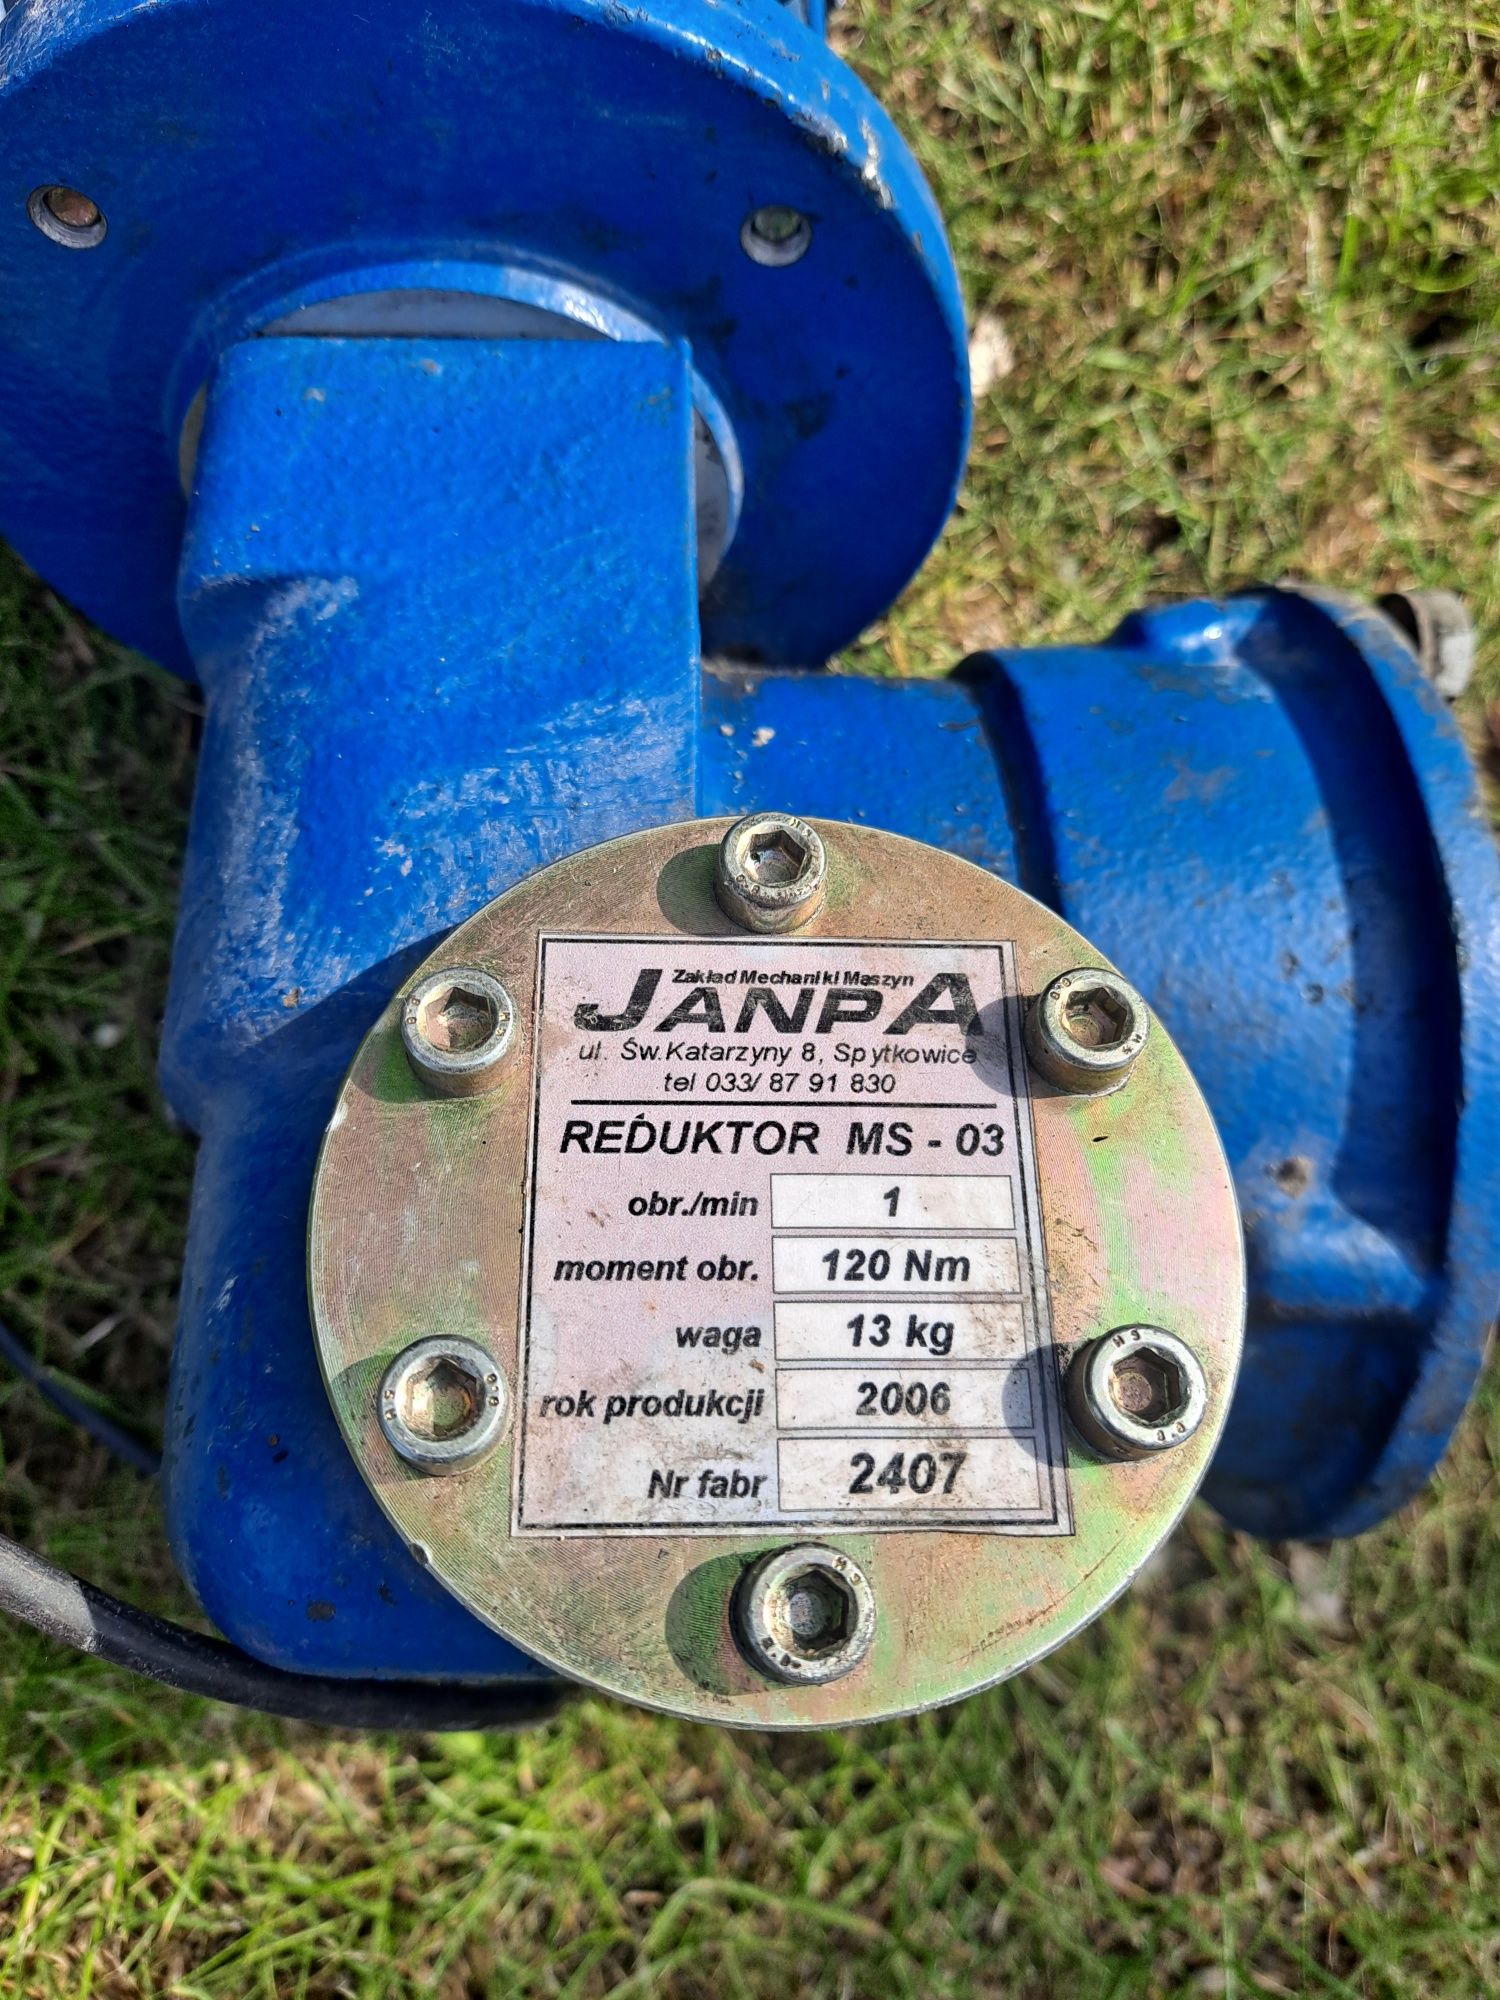 Zakład Mechaniki Maszyn
JANPA
ul. Św.Katarzyny 8, Spytkowice
tel 033/ 87 91 830
REDUKTOR MS - 03
obr./min 1
moment obr. 120 Nm
waga 13 kg
rok produkcji 2006
Nr fabr 2407